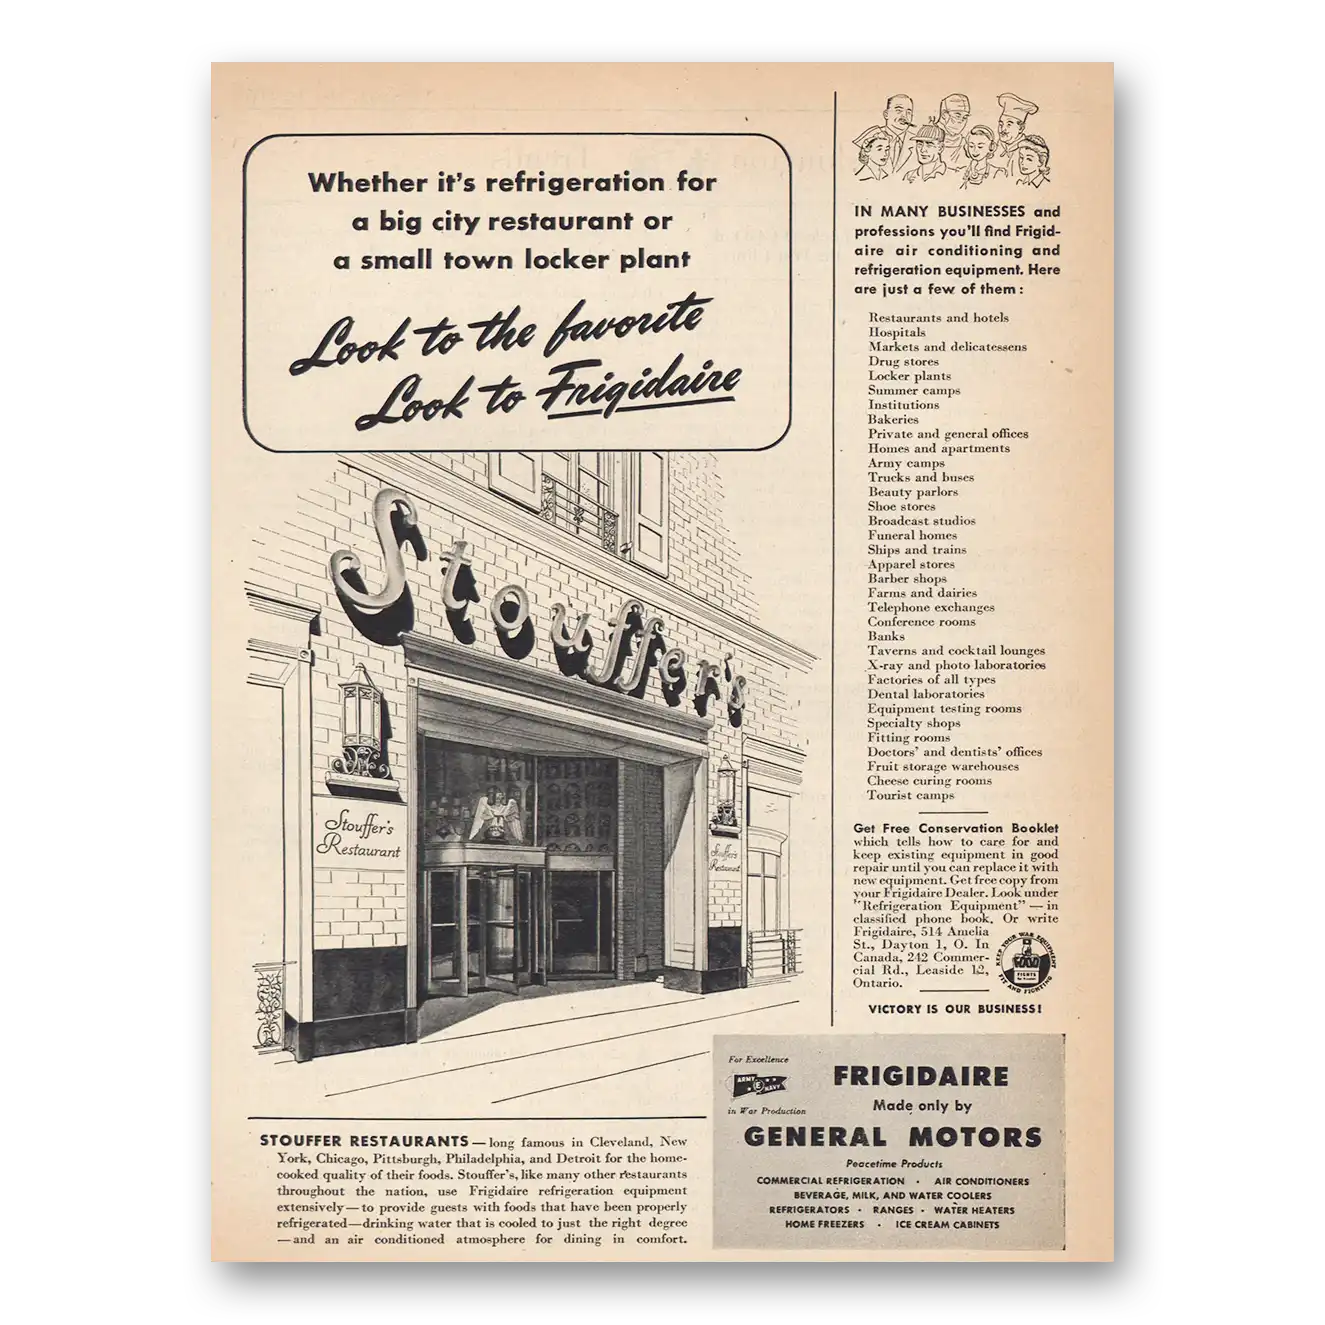 Whether it's refrigeration for
a big city restaurant or
a small town locker plant
Look to the favorite
Look to Frigidaire
Stouffer's
Stouffer's
Restaurant
Stouffer's
Restaurant
STOUFFER RESTAURANTS — long famous in Cleveland, New
York, Chicago, Pittsburgh, Philadelphia, and Detroit for the home-
cooked quality of their foods. Stouffer's, like many other restaurants
throughout the nation, use Frigidaire refrigeration equipment
extensively—to provide guests with foods that have been properly
refrigerated—drinking water that is cooled to just the right degree
—and an air conditioned atmosphere for dining in comfort.
IN MANY BUSINESSES and
professions you'll find Frigid-
aire air conditioning and
refrigeration equipment. Here
are just a few of them:
Restaurants and hotels
Hospitals
Markets and delicatessens
Drug stores
Locker plants
Summer camps
Institutions
Bakeries
Private and general offices
Homes and apartments
Army camps
Trucks and buses
Beauty parlors
Shoe stores
Broadcast studios
Funeral homes
Ships and trains
Apparel stores
Barber shops
Farms and dairies
Telephone exchanges
Conference rooms
Banks
Taverns and cocktail lounges
X-ray and photo laboratories
Factories of all types
Dental laboratories
Equipment testing rooms
Specialty shops
Fitting rooms
Doctors' and dentists' offices
Fruit storage warehouses
Cheese curing rooms
Tourist camps
Get Free Conservation Booklet
which tells how to care for and
keep existing equipment in good
repair until you can replace it with
new equipment. Get free copy from
your Frigidaire Dealer. Look under
"Refrigeration Equipment" — in
classified phone book. Or write
Frigidaire, 514 Amelia
St., Dayton 1, O. In
Canada, 242 Commer-
cial Rd., Leaside 12,
Ontario.
KEEP YOUR WAR EQUIPMENT
FIT AND FIGHTING
FOOD
FIGHTS
VICTORY IS OUR BUSINESS!
For Excellence
ARMY E NAVY
in War Production
FRIGIDAIRE
Made only by
GENERAL MOTORS
Peacetime Products
COMMERCIAL REFRIGERATION · AIR CONDITIONERS
BEVERAGE, MILK, AND WATER COOLERS
REFRIGERATORS · RANGES · WATER HEATERS
HOME FREEZERS · ICE CREAM CABINETS